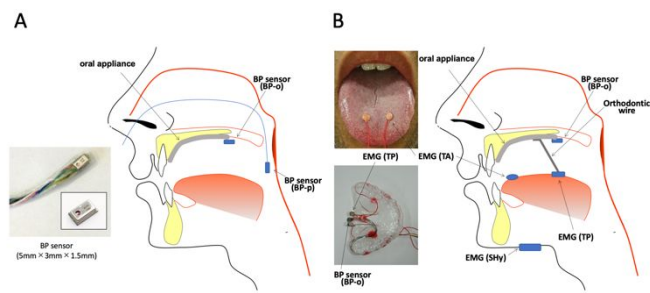 A
oral appliance
BP sensor
(BP-o)
BP sensor
(BP-p)
BP sensor
(5mm×3mm×1.5mm)
B
oral appliance
BP sensor
(BP-o)
Orthodontic
wire
EMG (TP)
EMG (TA)
BP sensor
(BP-o)
EMG (TP)
EMG (SHy)